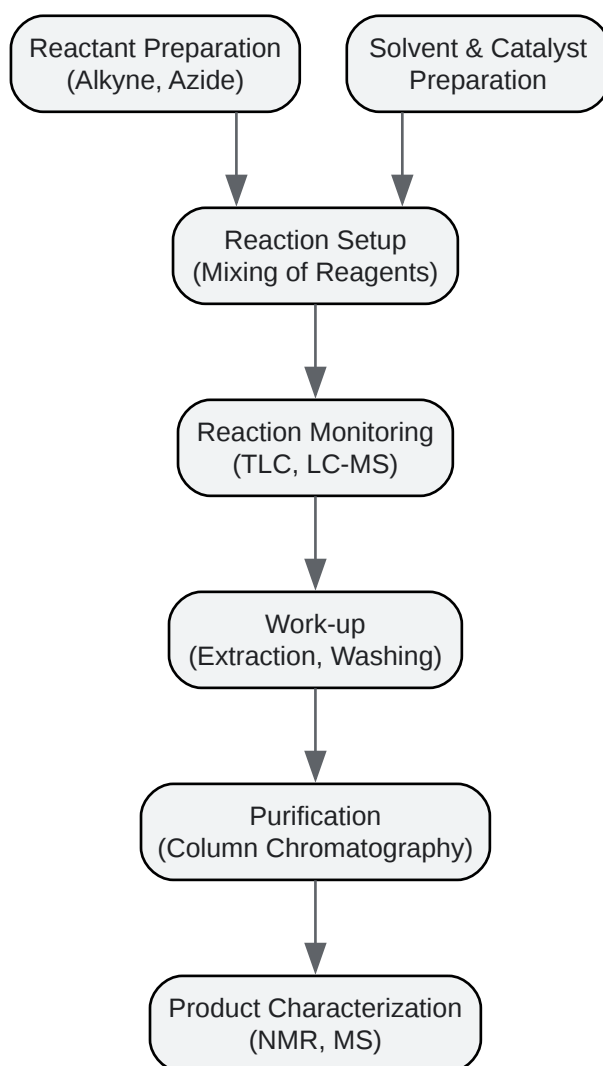 Reactant Preparation
(Alkyne, Azide)
Solvent & Catalyst
Preparation
Reaction Setup
(Mixing of Reagents)
Reaction Monitoring
(TLC, LC-MS)
Work-up
(Extraction, Washing)
Purification
(Column Chromatography)
Product Characterization
(NMR, MS)